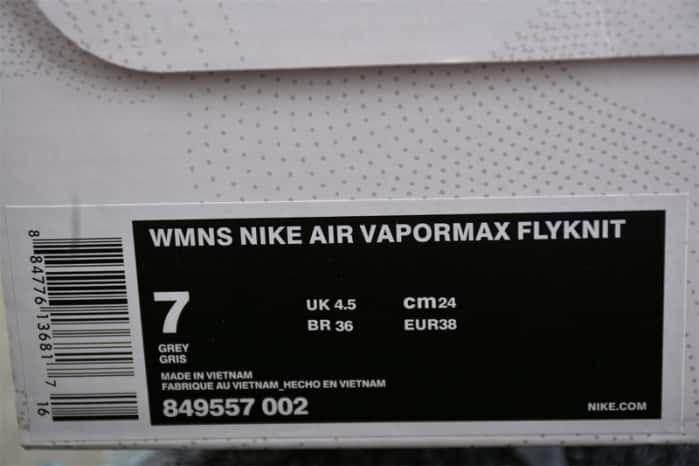 WMNS NIKE AIR VAPORMAX FLYKNIT
7
UK 4.5 cm24
BR 36 EUR38
GREY
GRIS
MADE IN VIETNAM
FABRIQUE AU VIETNAM_HECHO EN VIETNAM
849557 002
NIKE.COM
8 84776 13681 7
16